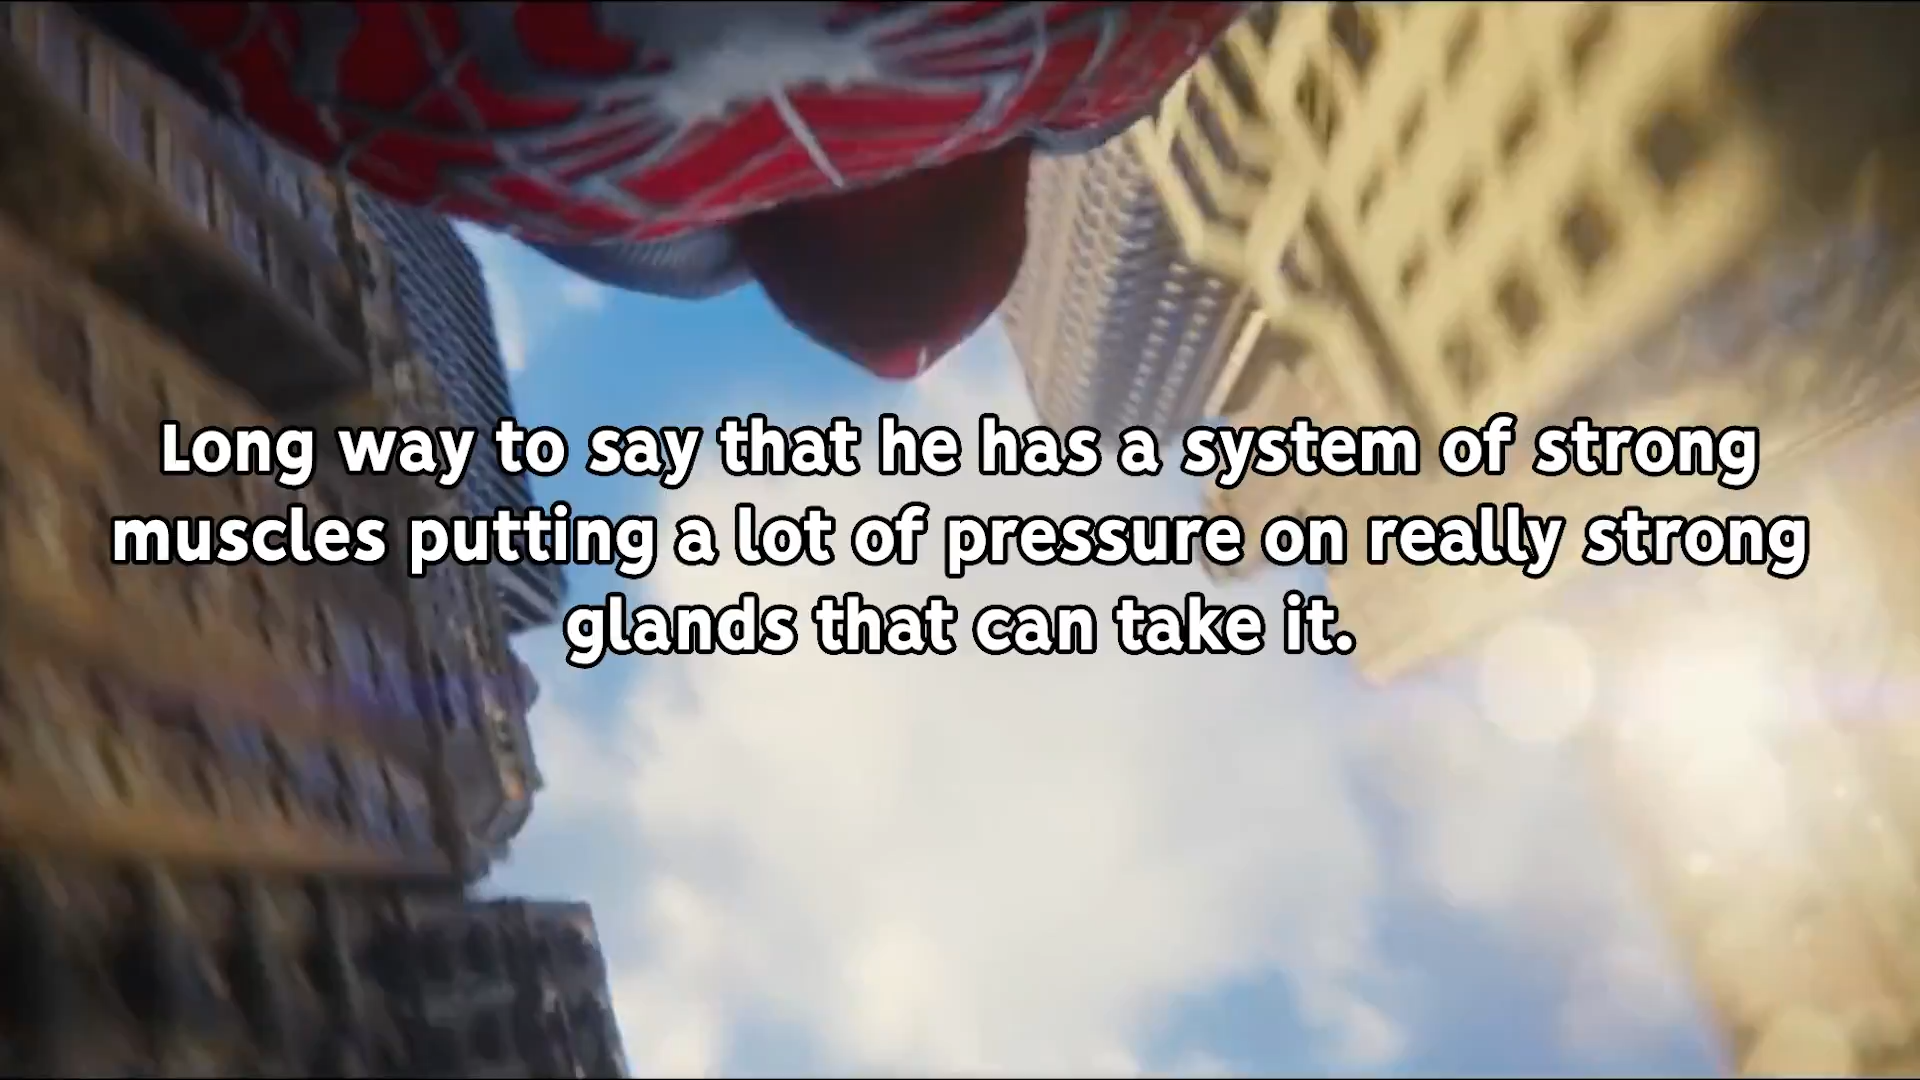 Long way to say that he has a system of strong
muscles putting a lot of pressure on really strong
glands that can take it.